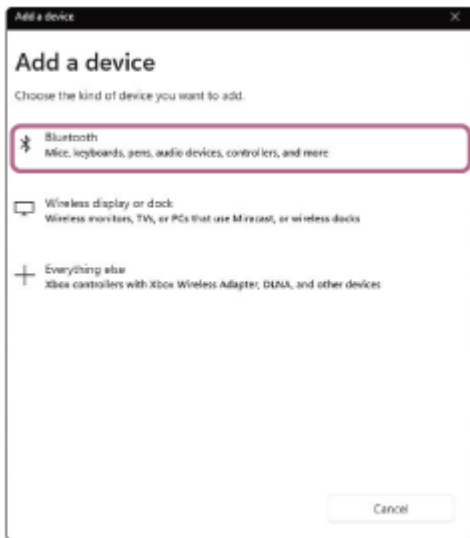 Add a device
Add a device
Choose the kind of device you want to add.
Bluetooth
Mice, keyboards, pens, audio devices, controllers, and more
Wireless display or dock
Wireless monitors, TVs, or PCs that use Miracast, or wireless docks
Everything else
Xbox controllers with Xbox Wireless Adapter, DLNA, and other devices
Cancel